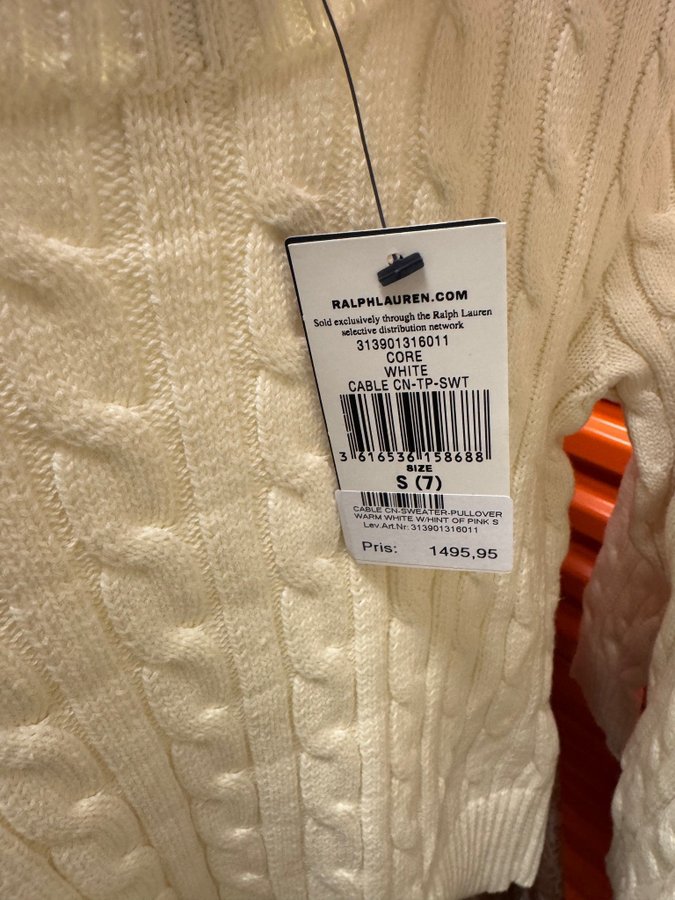 RALPHLAUREN.COM
Sold exclusively through the Ralph Lauren
selective distribution network
313901316011
CORE
WHITE
CABLE CN-TP-SWT
3 616536 158688
SIZE
S (7)
CABLE CN-SWEATER-PULLOVER
WARM WHITE W/HINT OF PINK S
Lev.Art.Nr: 313901316011
Pris: 1495,95